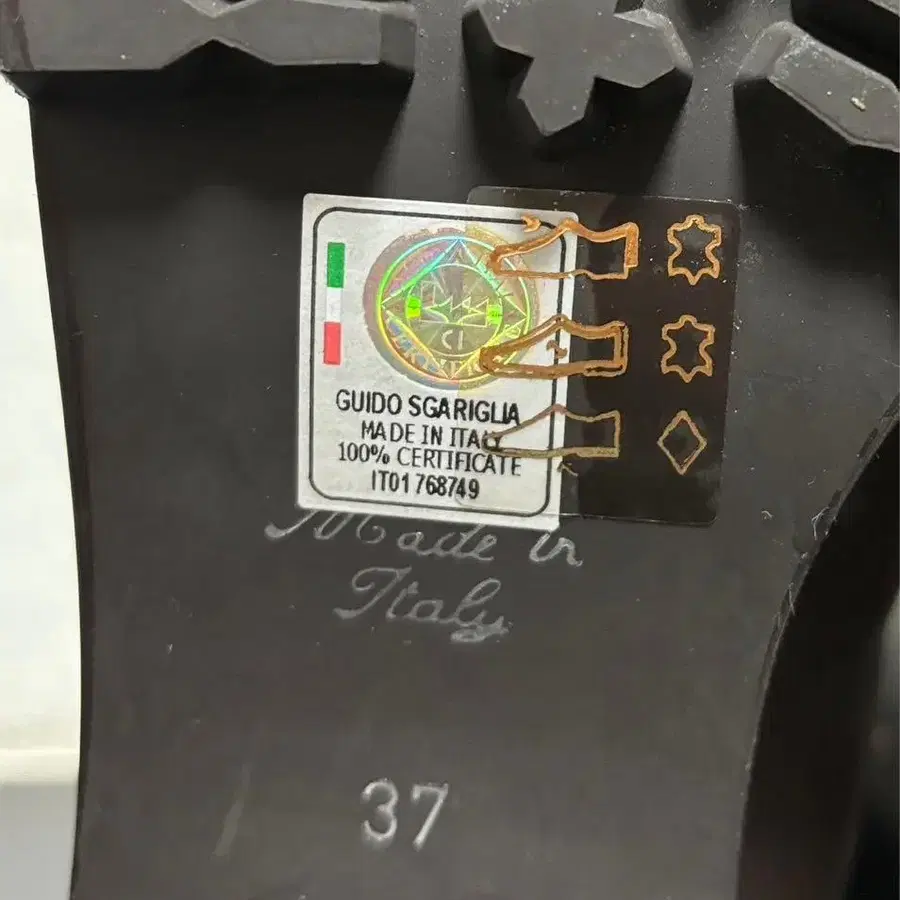 GUIDO SGARIGLIA
MADE IN ITALY
100% CERTIFICATE
IT01 768749
Made in
Italy
37